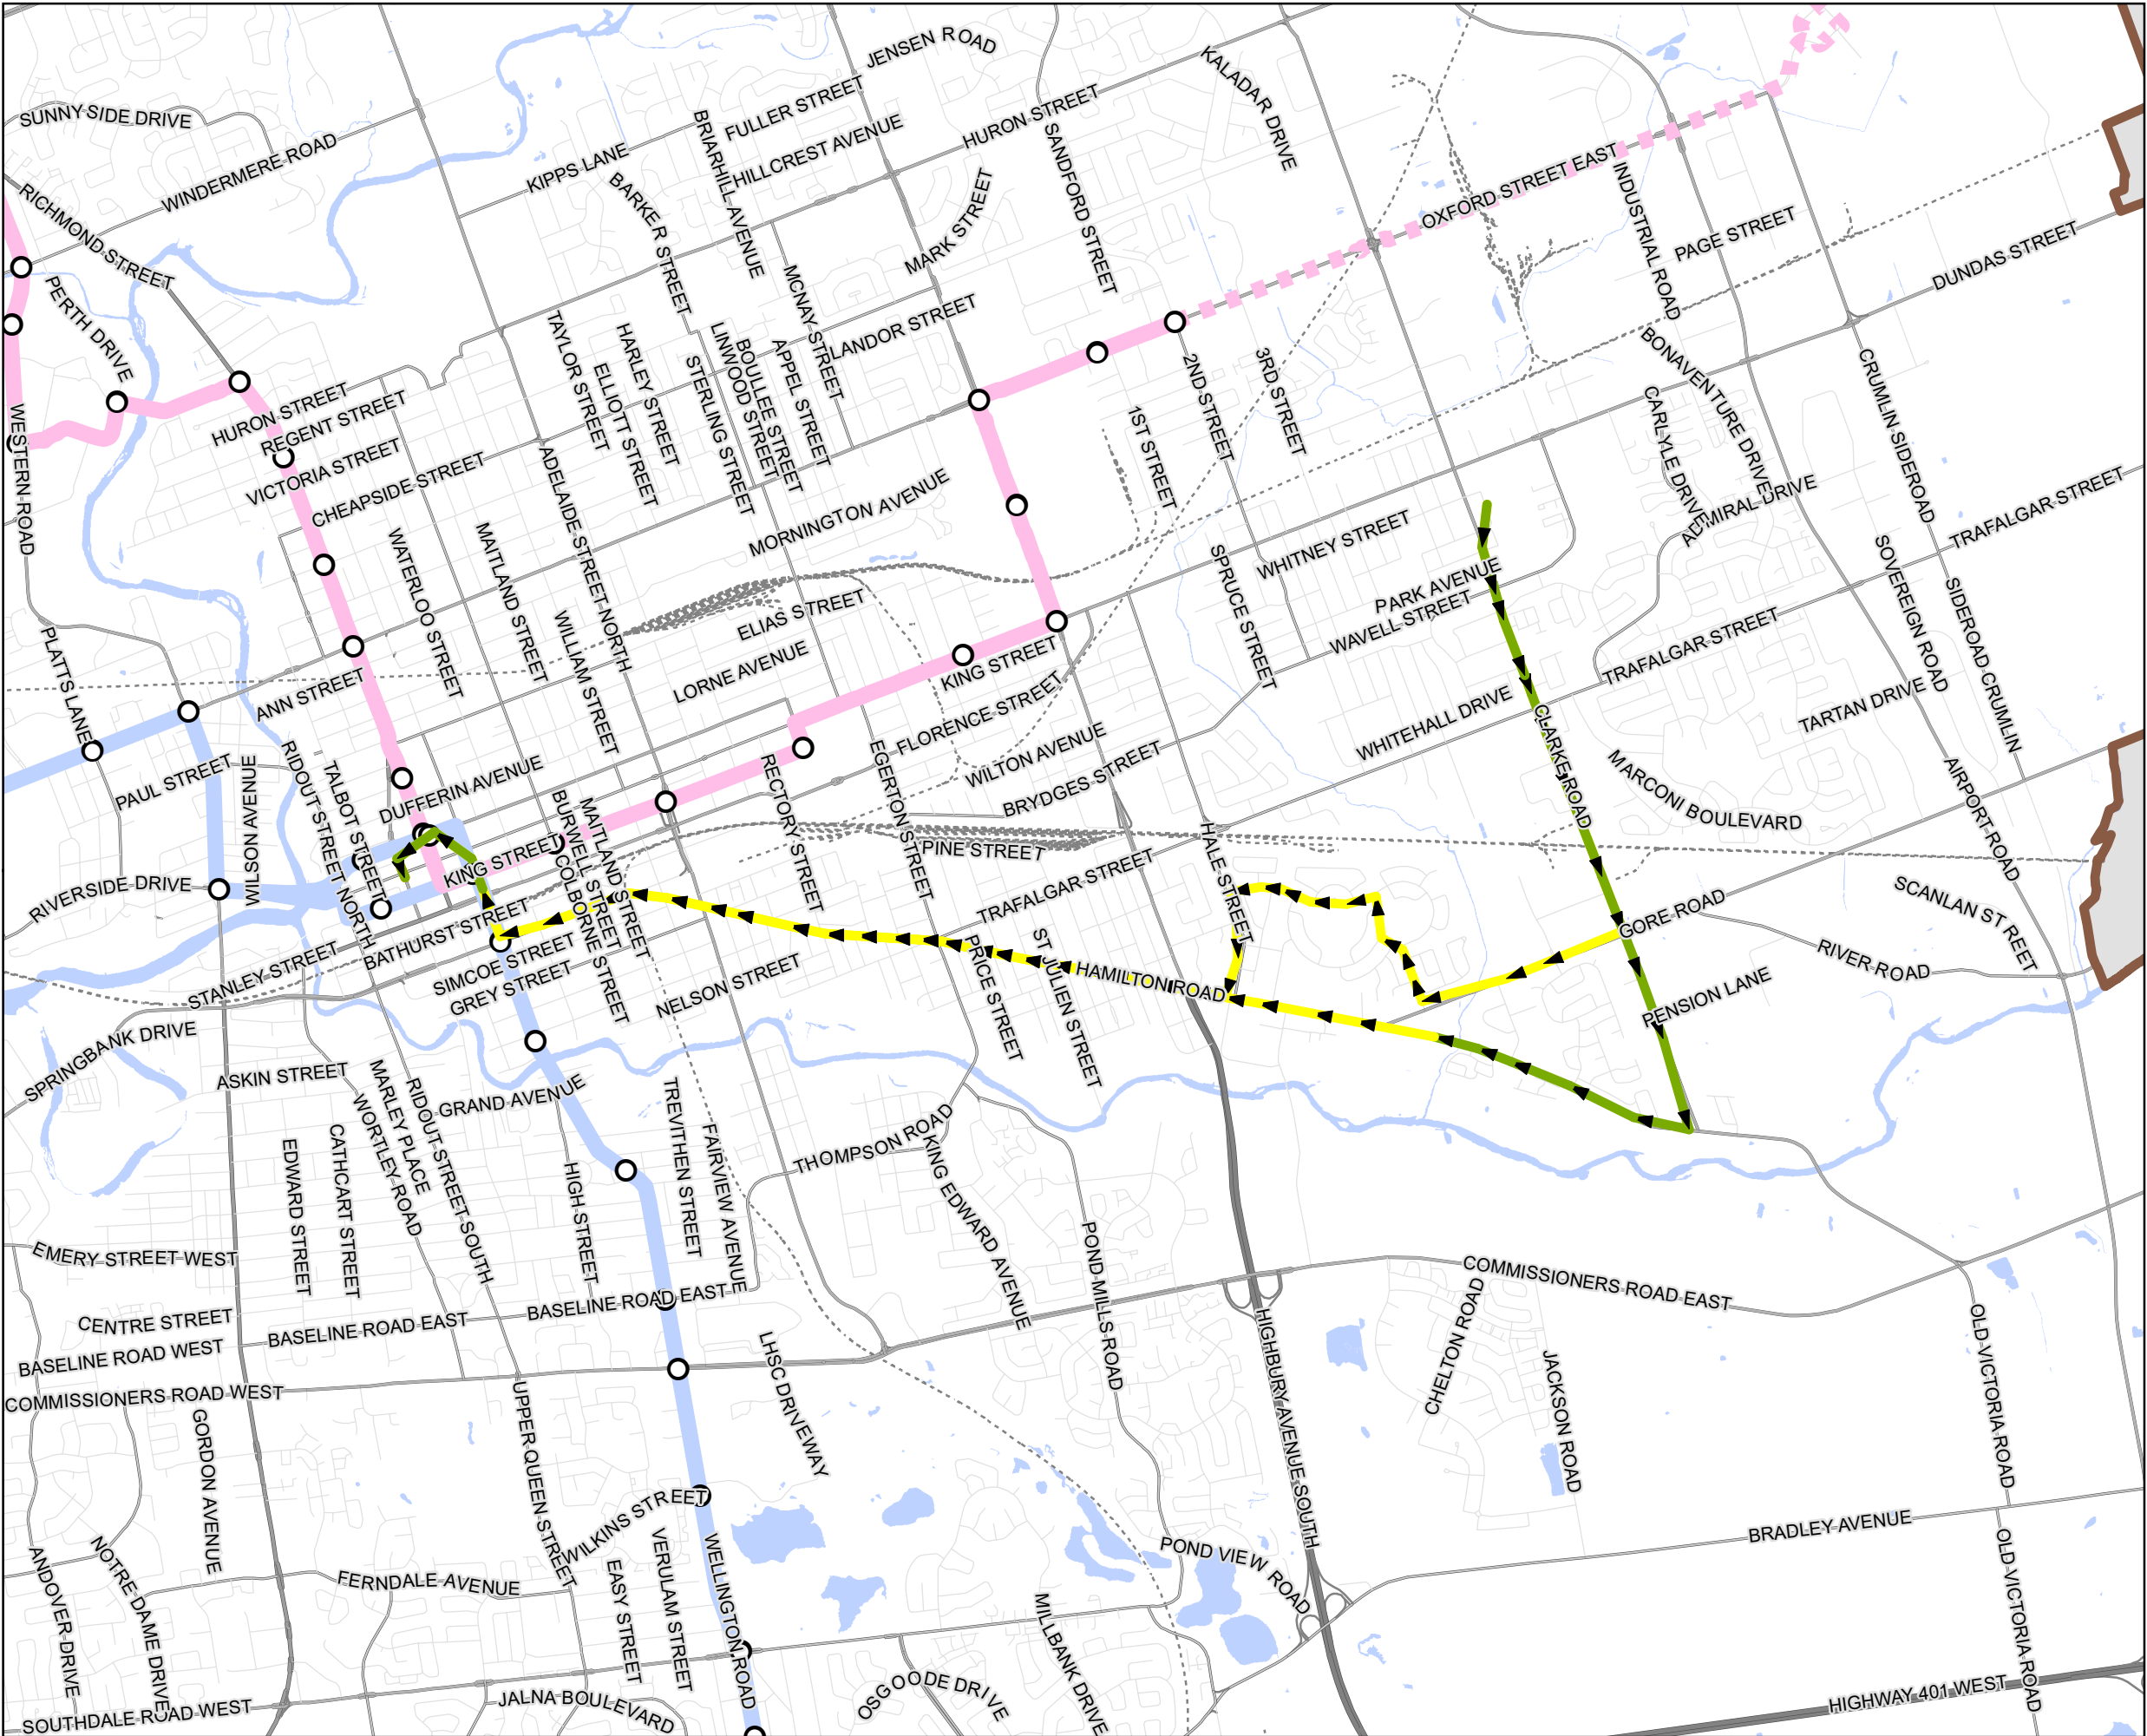 JENSEN ROAD
KALADAR DRIVE
SUNNYSIDE DRIVE
FULLER STREET
HURON STREET
BRIARHILL AVENUE
HILLCREST AVENUE
SANDFORD STREET
WINDERMERE ROAD
KIPPS LANE
OXFORD STREET EAST
INDUSTRIAL ROAD
RICHMOND STREET
BARKER STREET
MARK STREET
PAGE STREET
DUNDAS STREET
PERTH DRIVE
MCNAY STREET
LANDOR STREET
TAYLOR STREET
HARLEY STREET
ELLIOTT STREET
STERLING STREET
LINWOOD STREET
BOULLEE STREET
APPEL STREET
2ND STREET
3RD STREET
BONAVENTURE DRIVE
CRUMLIN SIDEROAD
CARLYLE DRIVE
WESTERN ROAD
HURON STREET
REGENT STREET
VICTORIA STREET
CHEAPSIDE STREET
ADELAIDE STREET NORTH
1ST STREET
MORNINGTON AVENUE
ADMIRAL DRIVE
TRAFALGAR STREET
WATERLOO STREET
MAITLAND STREET
WHITNEY STREET
SPRUCE STREET
PARK AVENUE
WAVELL STREET
SOVEREIGN ROAD
SIDEROAD CRUMLIN
WILLIAM STREET
ELIAS STREET
LORNE AVENUE
KING STREET
TRAFALGAR STREET
PLATTS LANE
ANN STREET
FLORENCE STREET
WHITEHALL DRIVE
CLARKE ROAD
TARTAN DRIVE
PAUL STREET
WILSON AVENUE
RIDOUT STREET NORTH
TALBOT STREET
DUFFERIN AVENUE
RECTORY STREET
EGERTON STREET
WILTON AVENUE
BRYDGES STREET
MARCONI BOULEVARD
AIRPORT ROAD
KING STREET
BURWELL STREET
MAITLAND STREET
COLBORNE STREET
PINE STREET
HALE STREET
TRAFALGAR STREET
RIVERSIDE DRIVE
GORE ROAD
SCANLAN STREET
RIVER ROAD
BATHURST STREET
STANLEY STREET
SIMCOE STREET
GREY STREET
NELSON STREET
PRICE STREET
ST JULIEN STREET
HAMILTON ROAD
PENSION LANE
SPRINGBANK DRIVE
ASKIN STREET
MARLEY PLACE
WORTLEY ROAD
RIDOUT STREET SOUTH
GRAND AVENUE
TREVITHEN STREET
FAIRVIEW AVENUE
THOMPSON ROAD
KING EDWARD AVENUE
EDWARD STREET
CATHCART STREET
HIGH STREET
POND MILLS ROAD
EMERY STREET WEST
COMMISSIONERS ROAD EAST
CENTRE STREET
BASELINE ROAD EAST
BASELINE ROAD EAST
BASELINE ROAD WEST
COMMISSIONERS ROAD WEST
GORDON AVENUE
UPPER QUEEN STREET
LHSC DRIVEWAY
HIGHBURY AVENUE SOUTH
CHELTON ROAD
JACKSON ROAD
OLD VICTORIA ROAD
WILKINS STREET
BRADLEY AVENUE
ANDOVER DRIVE
NOTRE DAME DRIVE
FERNDALE AVENUE
EASY STREET
VERULAM STREET
WELLINGTON ROAD
POND VIEW ROAD
MILLBANK DRIVE
OLD VICTORIA ROAD
SOUTHDALE ROAD WEST
JALNA BOULEVARD
OSGOODE DRIVE
HIGHWAY 401 WEST